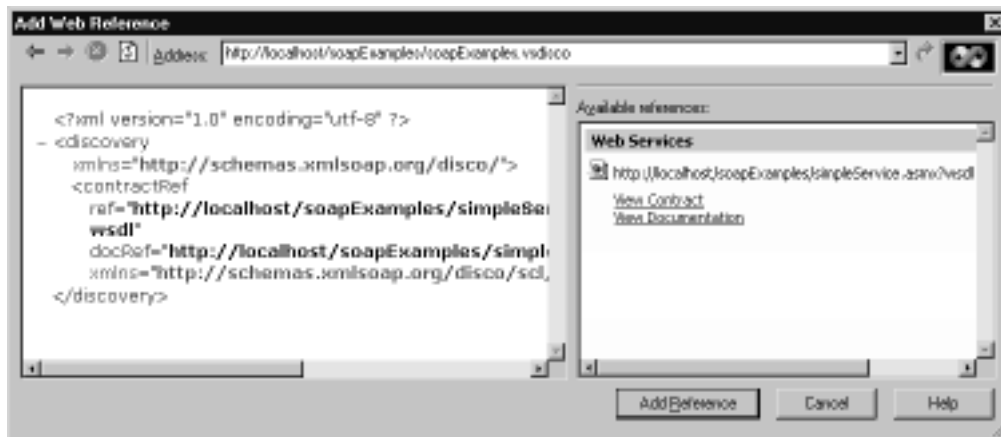 Add Web Reference
Address: http://localhost/soapExamples/soapExamples.vsdisco
<?xml version="1.0" encoding="utf-8" ?>
– <discovery
xmlns="http://schemas.xmlsoap.org/disco/">
<contractRef
ref="http://localhost/soapExamples/simpleSer
wsdl"
docRef="http://localhost/soapExamples/simpl
xmlns="http://schemas.xmlsoap.org/disco/scl/
</discovery>
Available references:
Web Services
http://localhost/soapExamples/simpleService.asmx?wsdl
View Contract
View Documentation
Add Reference
Cancel
Help